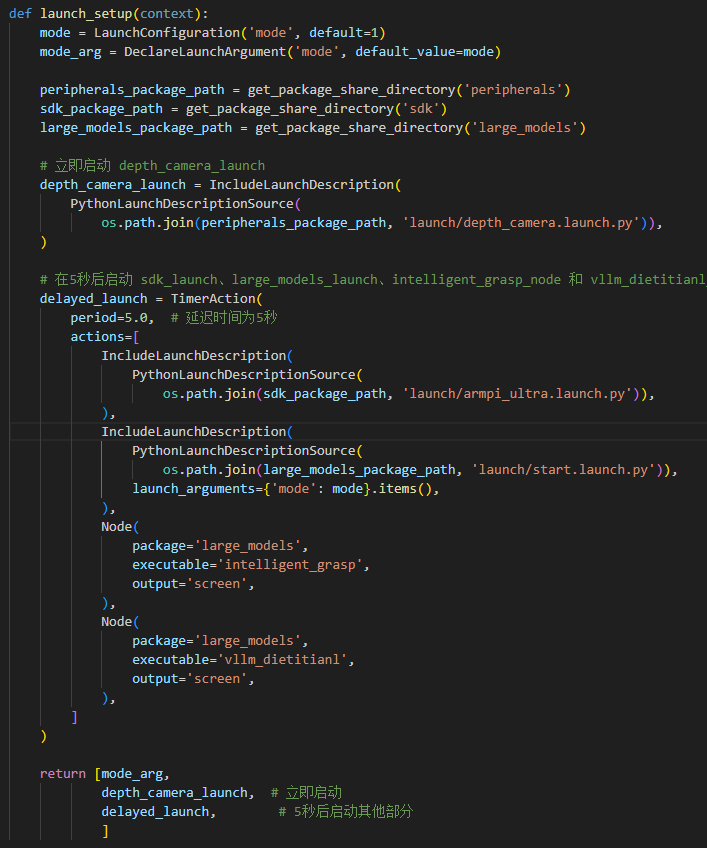 def launch_setup(context):
    mode = LaunchConfiguration('mode', default=1)
    mode_arg = DeclareLaunchArgument('mode', default_value=mode)

    peripherals_package_path = get_package_share_directory('peripherals')
    sdk_package_path = get_package_share_directory('sdk')
    large_models_package_path = get_package_share_directory('large_models')

    # 立即启动 depth_camera_launch
    depth_camera_launch = IncludeLaunchDescription(
        PythonLaunchDescriptionSource(
            os.path.join(peripherals_package_path, 'launch/depth_camera.launch.py')),
    )

    # 在5秒后启动 sdk_launch、large_models_launch、intelligent_grasp_node 和 vllm_dietitianl
    delayed_launch = TimerAction(
        period=5.0,  # 延迟时间为5秒
        actions=[
            IncludeLaunchDescription(
                PythonLaunchDescriptionSource(
                    os.path.join(sdk_package_path, 'launch/armpi_ultra.launch.py')),
            ),
            IncludeLaunchDescription(
                PythonLaunchDescriptionSource(
                    os.path.join(large_models_package_path, 'launch/start.launch.py')),
                launch_arguments={'mode': mode}.items(),
            ),
            Node(
                package='large_models',
                executable='intelligent_grasp',
                output='screen',
            ),
            Node(
                package='large_models',
                executable='vllm_dietitianl',
                output='screen',
            ),
        ]
    )

    return [mode_arg,
            depth_camera_launch,  # 立即启动
            delayed_launch,        # 5秒后启动其他部分
            ]